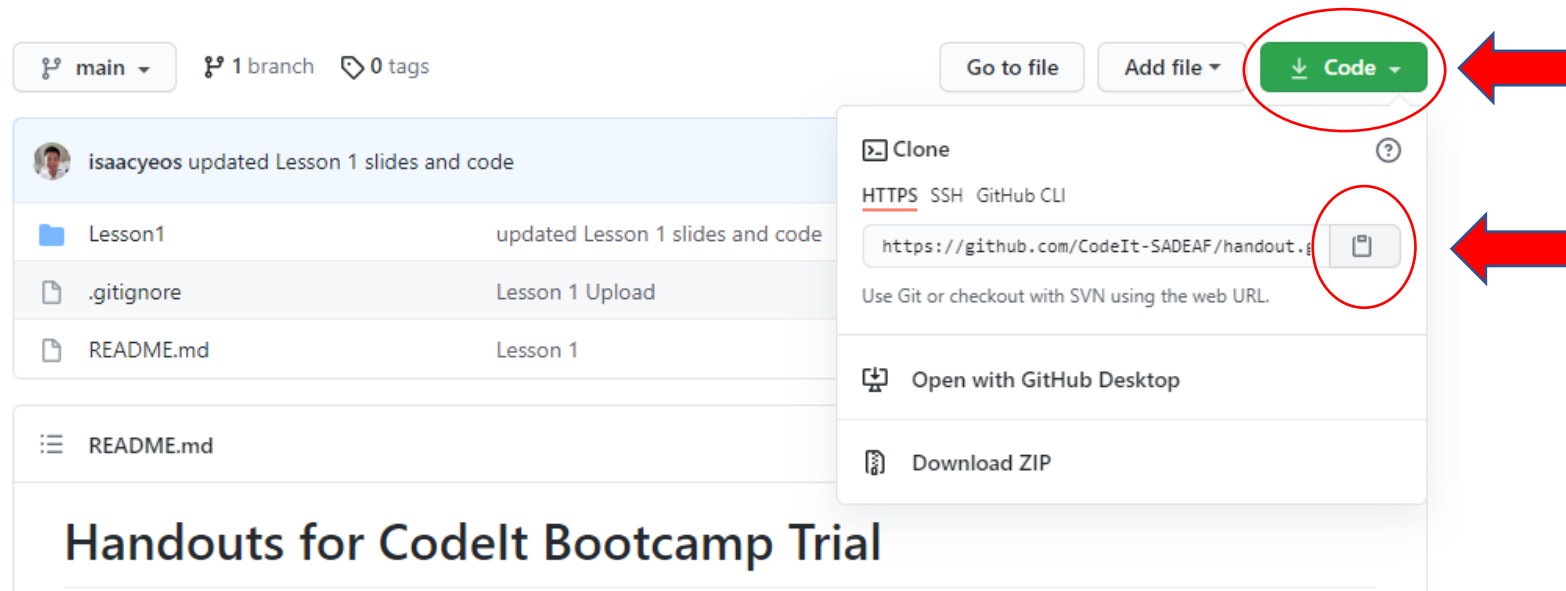 main 1 branch 0 tags Go to file Add file Code
isaacyeos updated Lesson 1 slides and code
Lesson1 updated Lesson 1 slides and code
.gitignore Lesson 1 Upload
README.md Lesson 1
Clone
HTTPS SSH GitHub CLI
https://github.com/CodeIt-SADEAF/handout.g
Use Git or checkout with SVN using the web URL.
Open with GitHub Desktop
Download ZIP
README.md
Handouts for CodeIt Bootcamp Trial